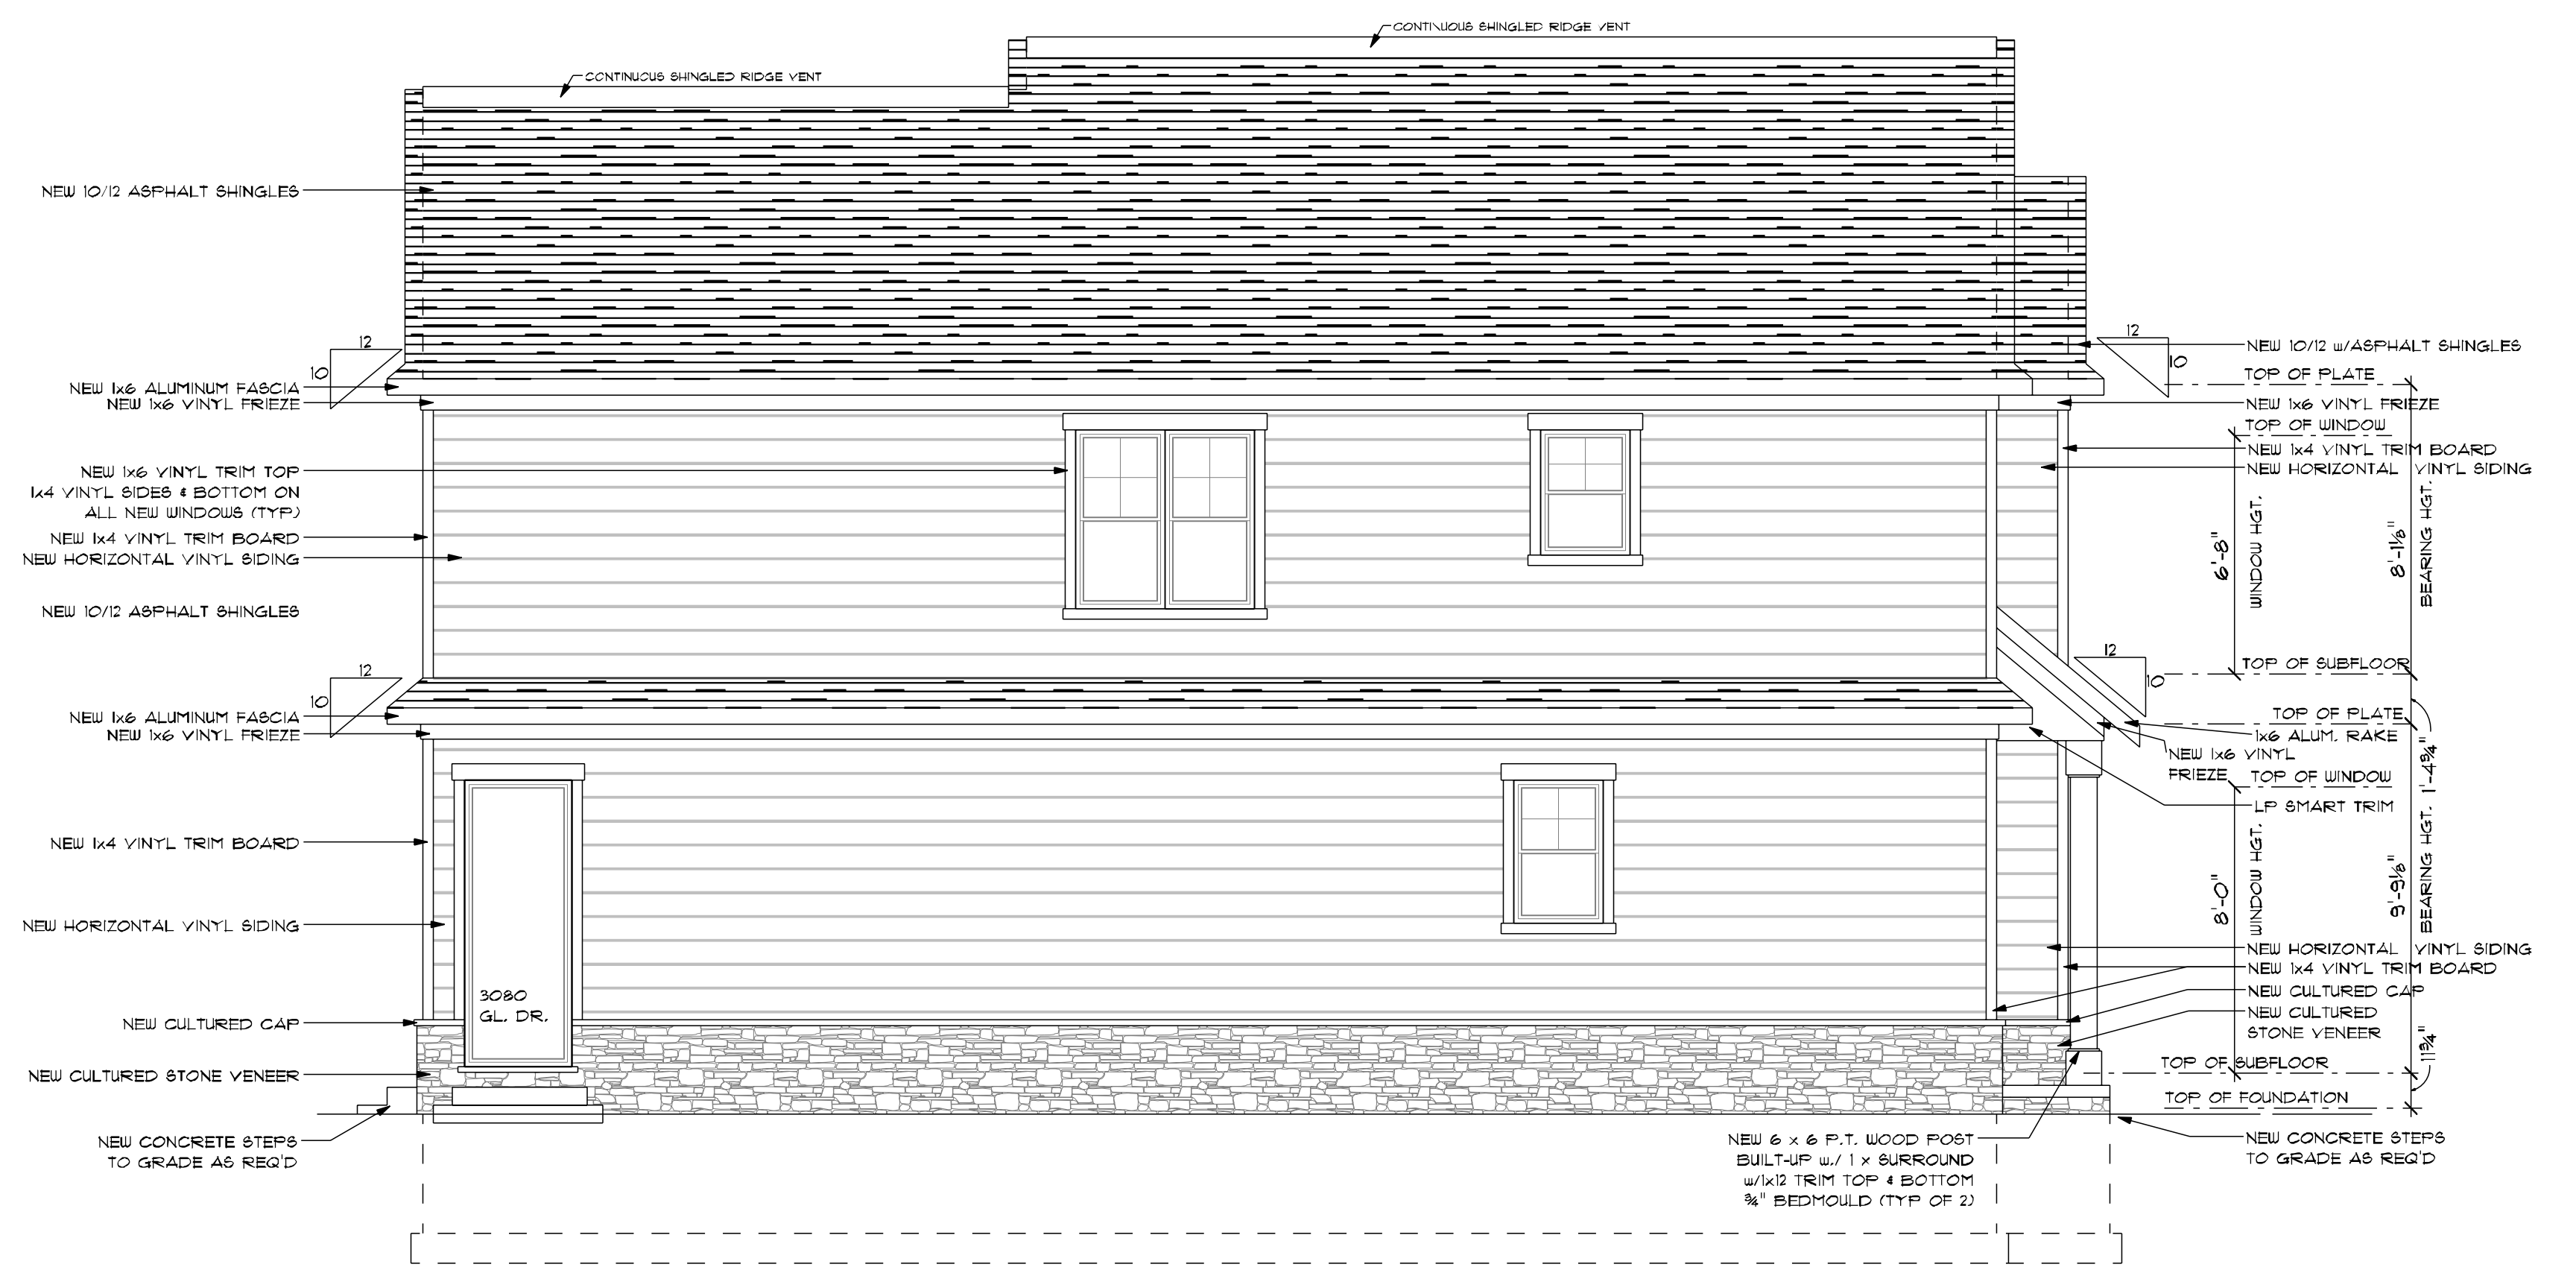 CONTINUOUS SHINGLED RIDGE VENT
CONTINUOUS SHINGLED RIDGE VENT
NEW 10/12 ASPHALT SHINGLES
12
10
NEW 1x6 ALUMINUM FASCIA
NEW 1x6 VINYL FRIEZE
NEW 1x6 VINYL TRIM TOP
1x4 VINYL SIDES & BOTTOM ON
ALL NEW WINDOWS (TYP.)
NEW 1x4 VINYL TRIM BOARD
NEW HORIZONTAL VINYL SIDING
NEW 10/12 ASPHALT SHINGLES
12
10
NEW 1x6 ALUMINUM FASCIA
NEW 1x6 VINYL FRIEZE
NEW 1x4 VINYL TRIM BOARD
NEW HORIZONTAL VINYL SIDING
3080
GL. DR.
NEW CULTURED CAP
NEW CULTURED STONE VENEER
NEW CONCRETE STEPS
TO GRADE AS REQ'D
12
10
NEW 10/12 w/ASPHALT SHINGLES
TOP OF PLATE
NEW 1x6 VINYL FRIEZE
TOP OF WINDOW
NEW 1x4 VINYL TRIM BOARD
NEW HORIZONTAL VINYL SIDING
6'-8"
WINDOW HGT.
8'-1 1/8"
BEARING HGT.
12
10
TOP OF SUBFLOOR
TOP OF PLATE
1x6 ALUM. RAKE
NEW 1x6 VINYL
FRIEZE
TOP OF WINDOW
LP SMART TRIM
1'-4 3/4"
8'-0"
WINDOW HGT.
9'-9 1/8"
BEARING HGT.
NEW HORIZONTAL VINYL SIDING
NEW 1x4 VINYL TRIM BOARD
NEW CULTURED CAP
NEW CULTURED
STONE VENEER
11 3/4"
TOP OF SUBFLOOR
TOP OF FOUNDATION
NEW 6 x 6 P.T. WOOD POST
BUILT-UP w./ 1 x SURROUND
w/1x12 TRIM TOP & BOTTOM
3/4" BEDMOULD (TYP OF 2)
NEW CONCRETE STEPS
TO GRADE AS REQ'D